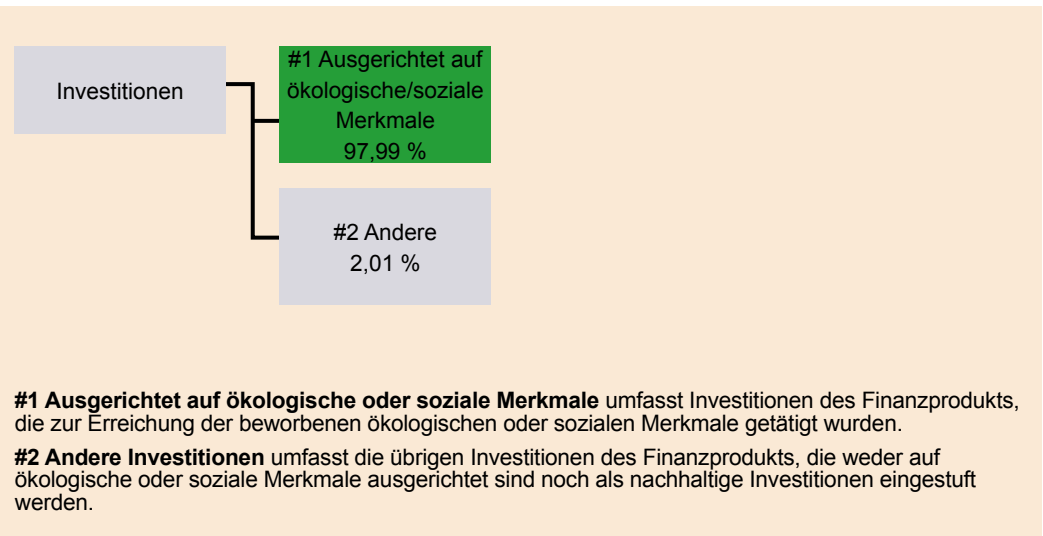 Investitionen
#1 Ausgerichtet auf
ökologische/soziale
Merkmale
97,99 %
#2 Andere
2,01 %
#1 Ausgerichtet auf ökologische oder soziale Merkmale umfasst Investitionen des Finanzprodukts,
die zur Erreichung der beworbenen ökologischen oder sozialen Merkmale getätigt wurden.
#2 Andere Investitionen umfasst die übrigen Investitionen des Finanzprodukts, die weder auf
ökologische oder soziale Merkmale ausgerichtet sind noch als nachhaltige Investitionen eingestuft
werden.